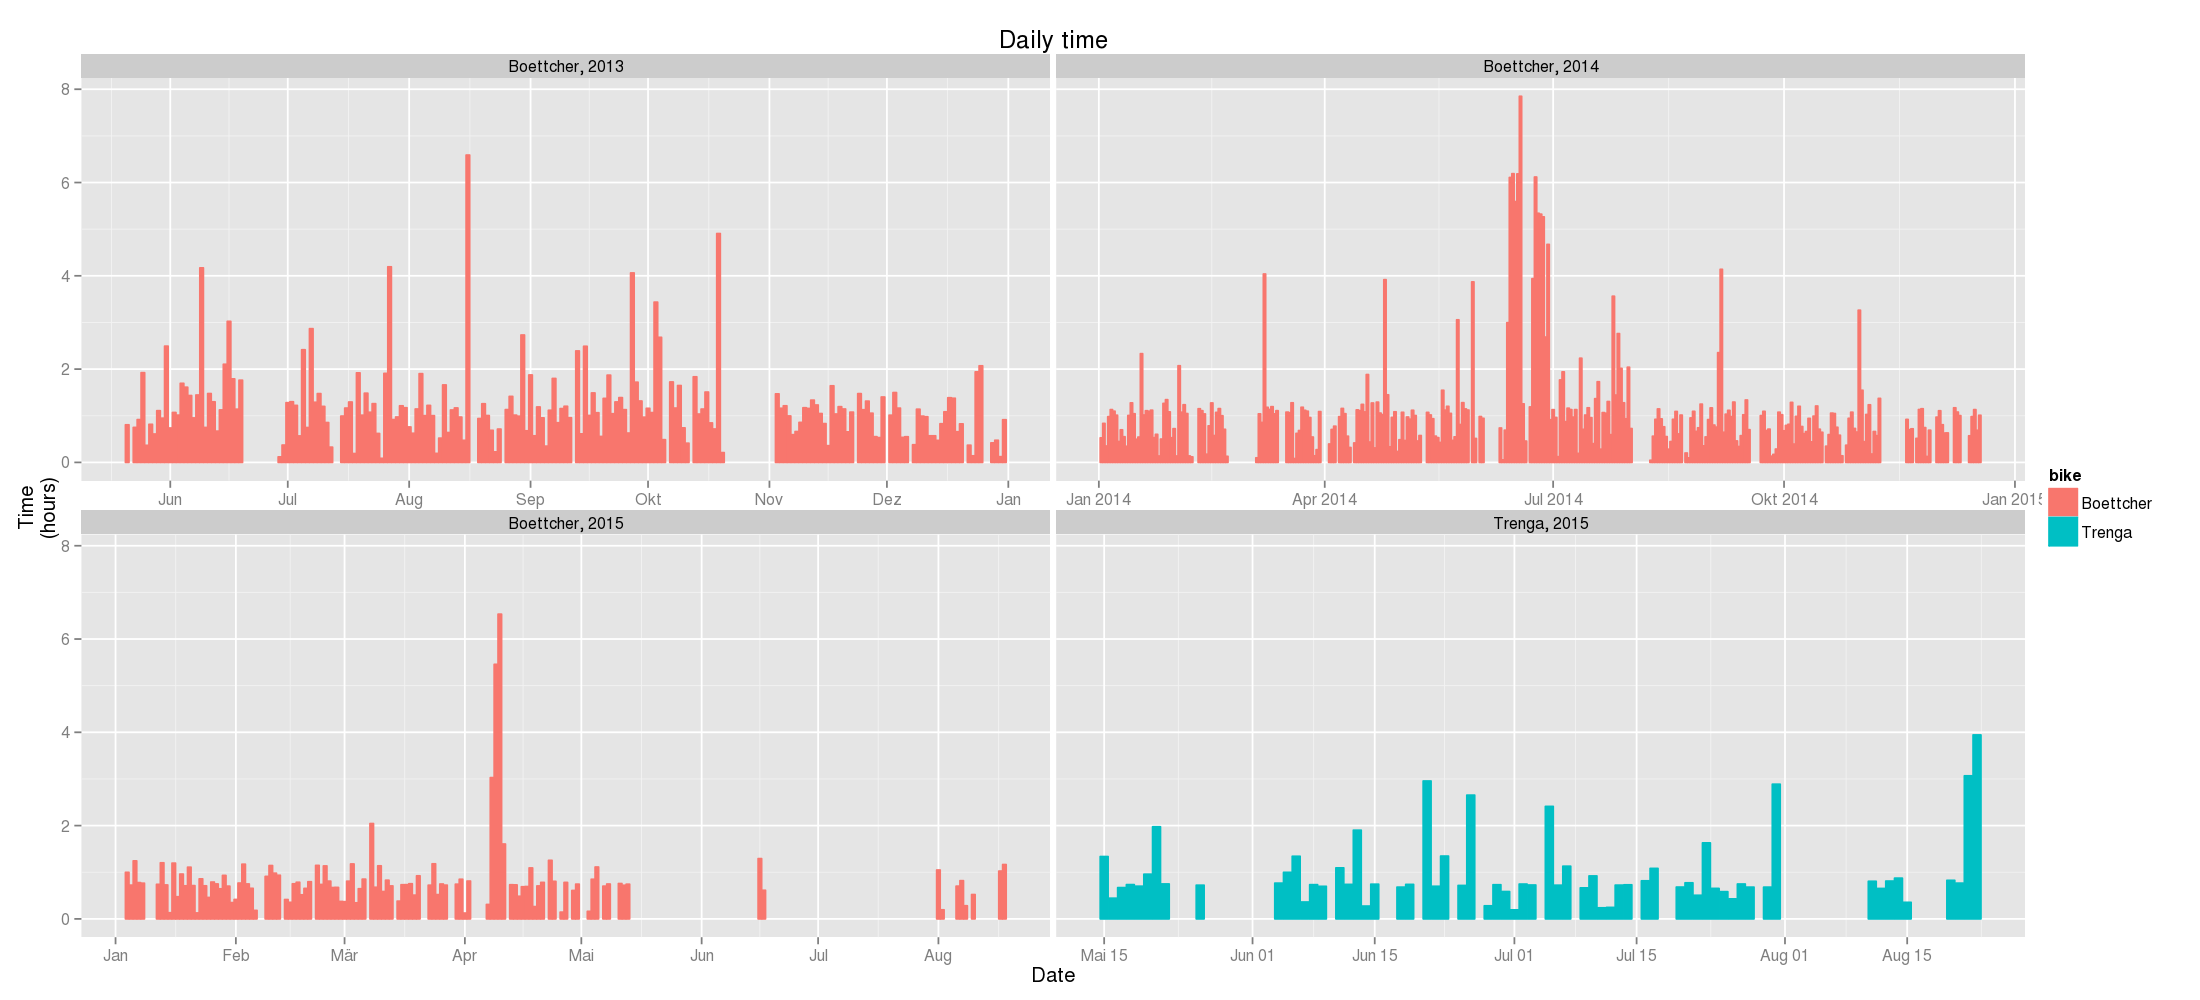 Daily time
Boettcher, 2013
Boettcher, 2014
8
6
4
2
0
Jun Jul Aug Sep Okt Nov Dez Jan
Jan 2014 Apr 2014 Jul 2014 Okt 2014 Jan 2015
Time
(hours)
bike
Boettcher
Trenga
Boettcher, 2015
Trenga, 2015
8
6
4
2
0
Jan Feb Mär Apr Mai Jun Jul Aug
Mai 15 Jun 01 Jun 15 Jul 01 Jul 15 Aug 01 Aug 15
Date